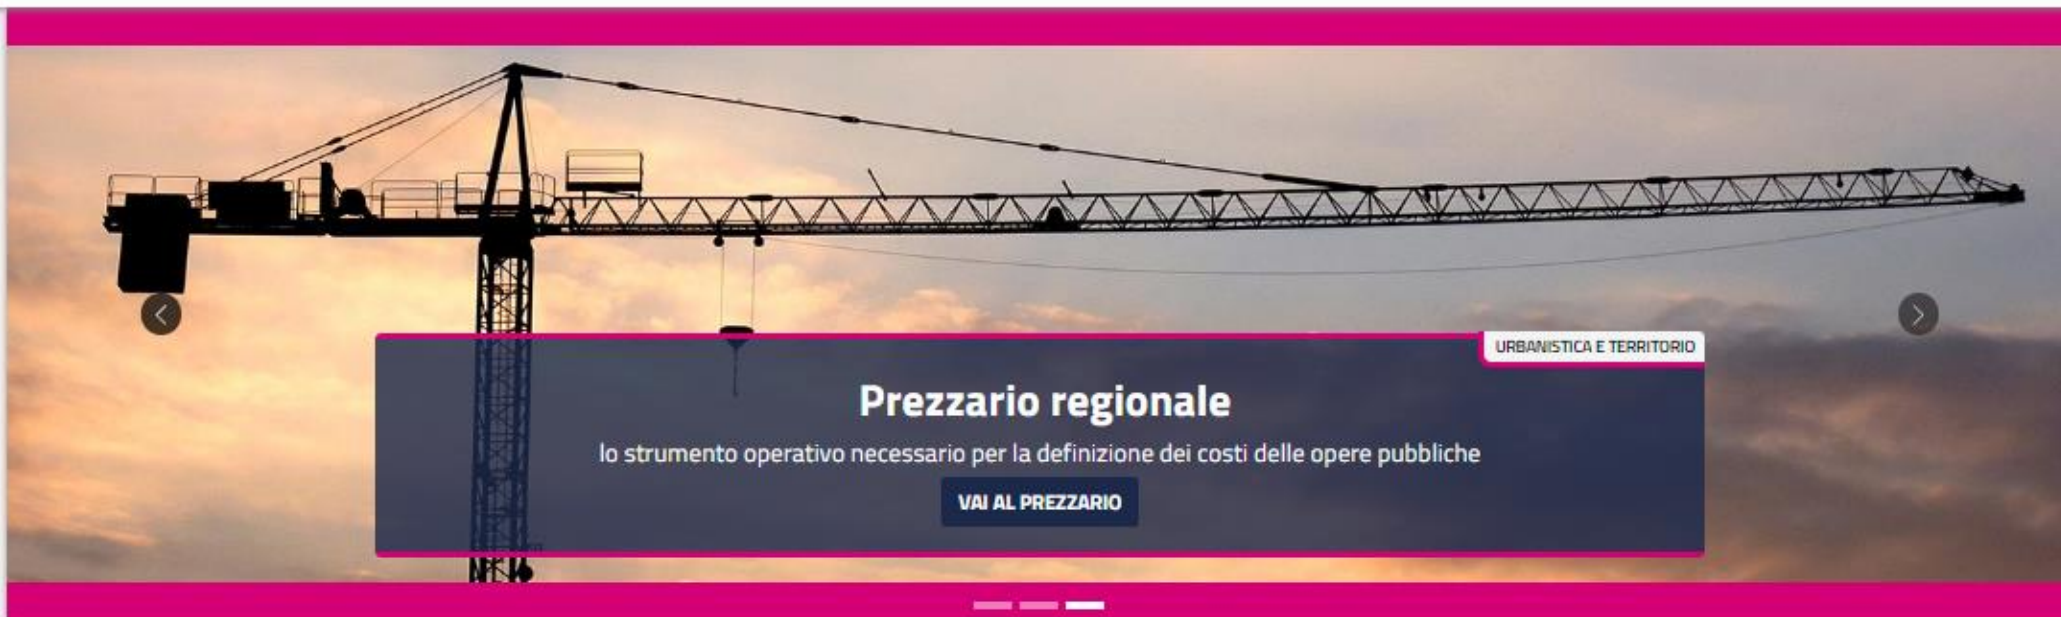 URBANISTICA E TERRITORIO
Prezzario regionale
lo strumento operativo necessario per la definizione dei costi delle opere pubbliche
VAI AL PREZZARIO